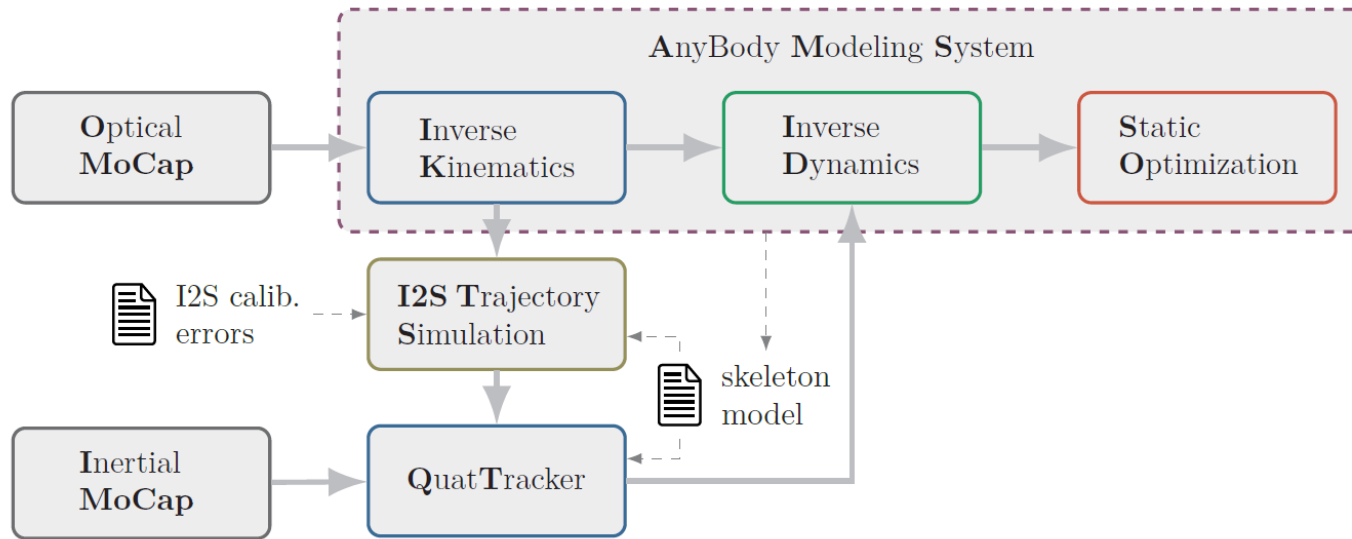 AnyBody Modeling System
Optical
MoCap
Inverse
Kinematics
Inverse
Dynamics
Static
Optimization
I2S calib.
errors
I2S Trajectory
Simulation
skeleton
model
Inertial
MoCap
QuatTracker